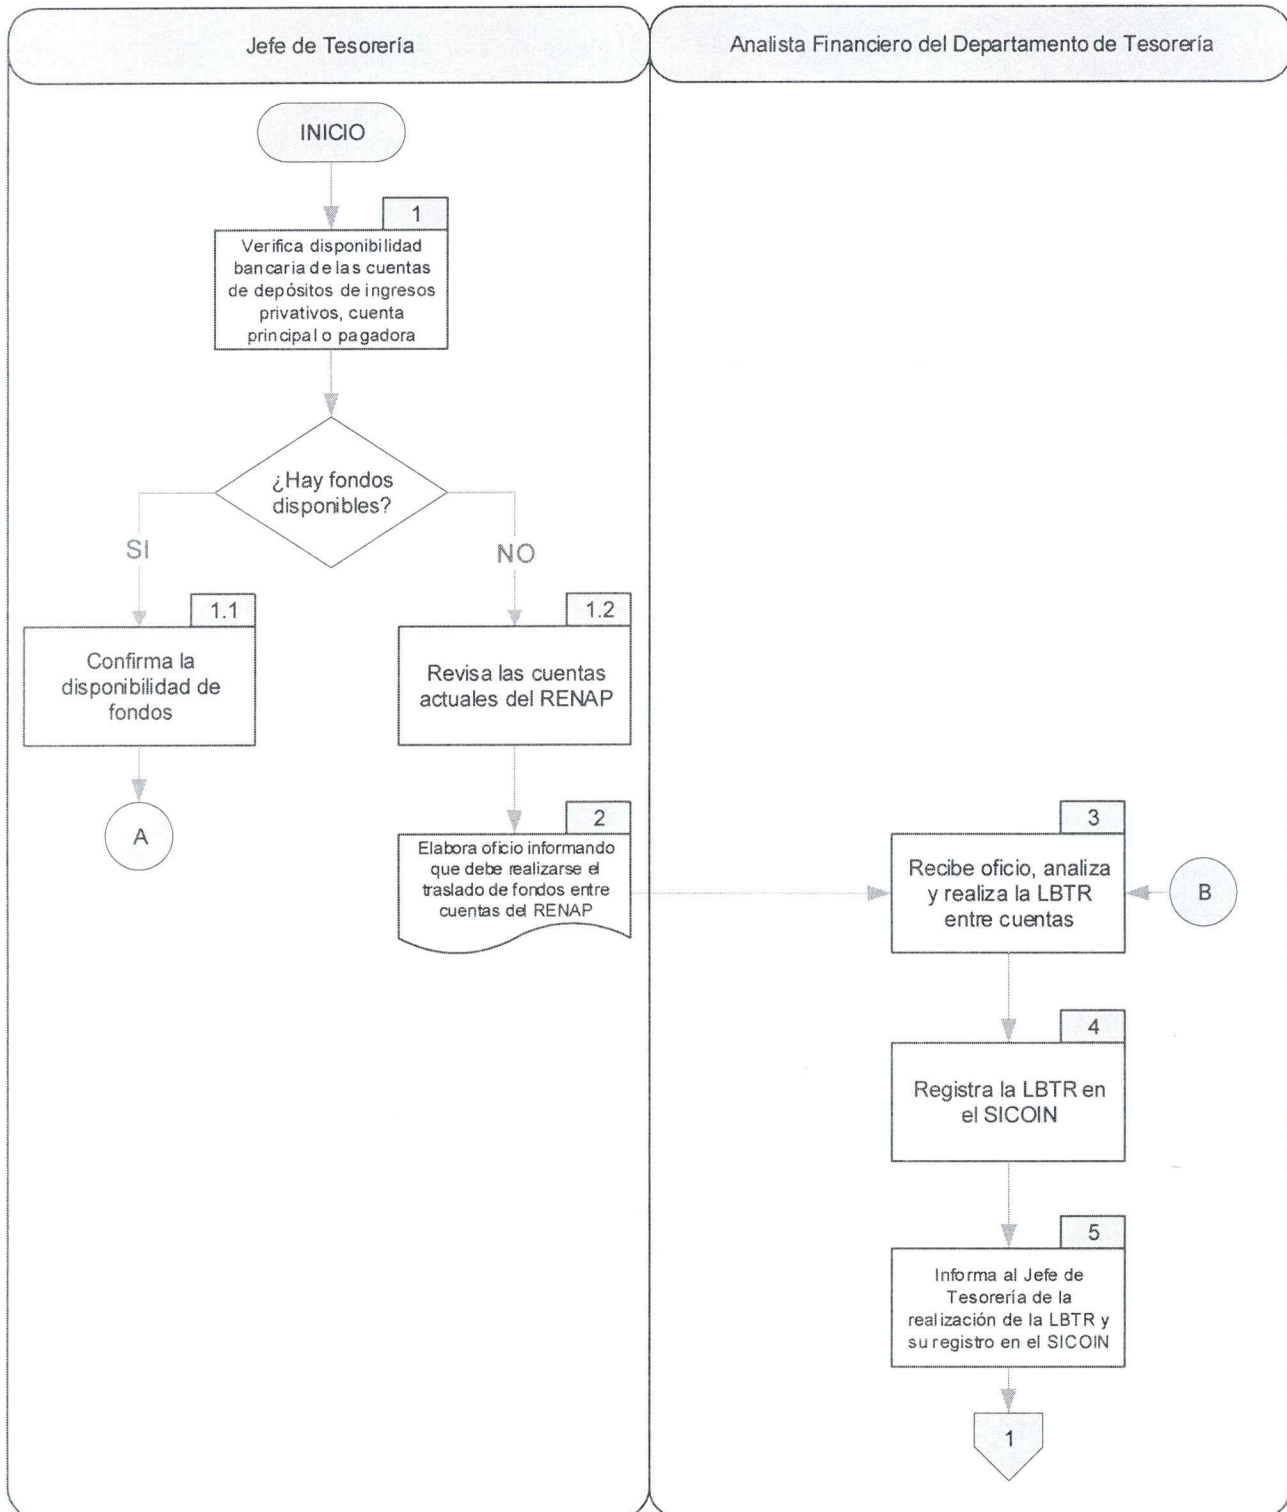 Jefe de Tesorería
Analista Financiero del Departamento de Tesorería
INICIO
1
Verifica disponibilidad
bancaria de las cuentas
de depósitos de ingresos
privativos, cuenta
principal o pagadora
¿Hay fondos
disponibles?
SI
NO
1.1
Confirma la
disponibilidad de
fondos
A
1.2
Revisa las cuentas
actuales del RENAP
2
Elabora oficio informando
que debe realizarse el
traslado de fondos entre
cuentas del RENAP
3
Recibe oficio, analiza
y realiza la LBTR
entre cuentas
B
4
Registra la LBTR en
el SICOIN
5
Informa al Jefe de
Tesorería de la
realización de la LBTR y
su registro en el SICOIN
1